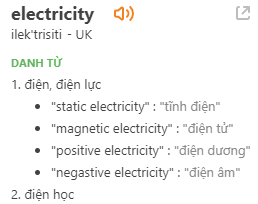 electricity
ilek'trisiti - UK
DANH TỪ
1. điện, điện lực
"static electricity" : "tĩnh điện"
"magnetic electricity" : "điện từ"
"positive electricity" : "điện dương"
"negastive electricity" : "điện âm"
2. điện học